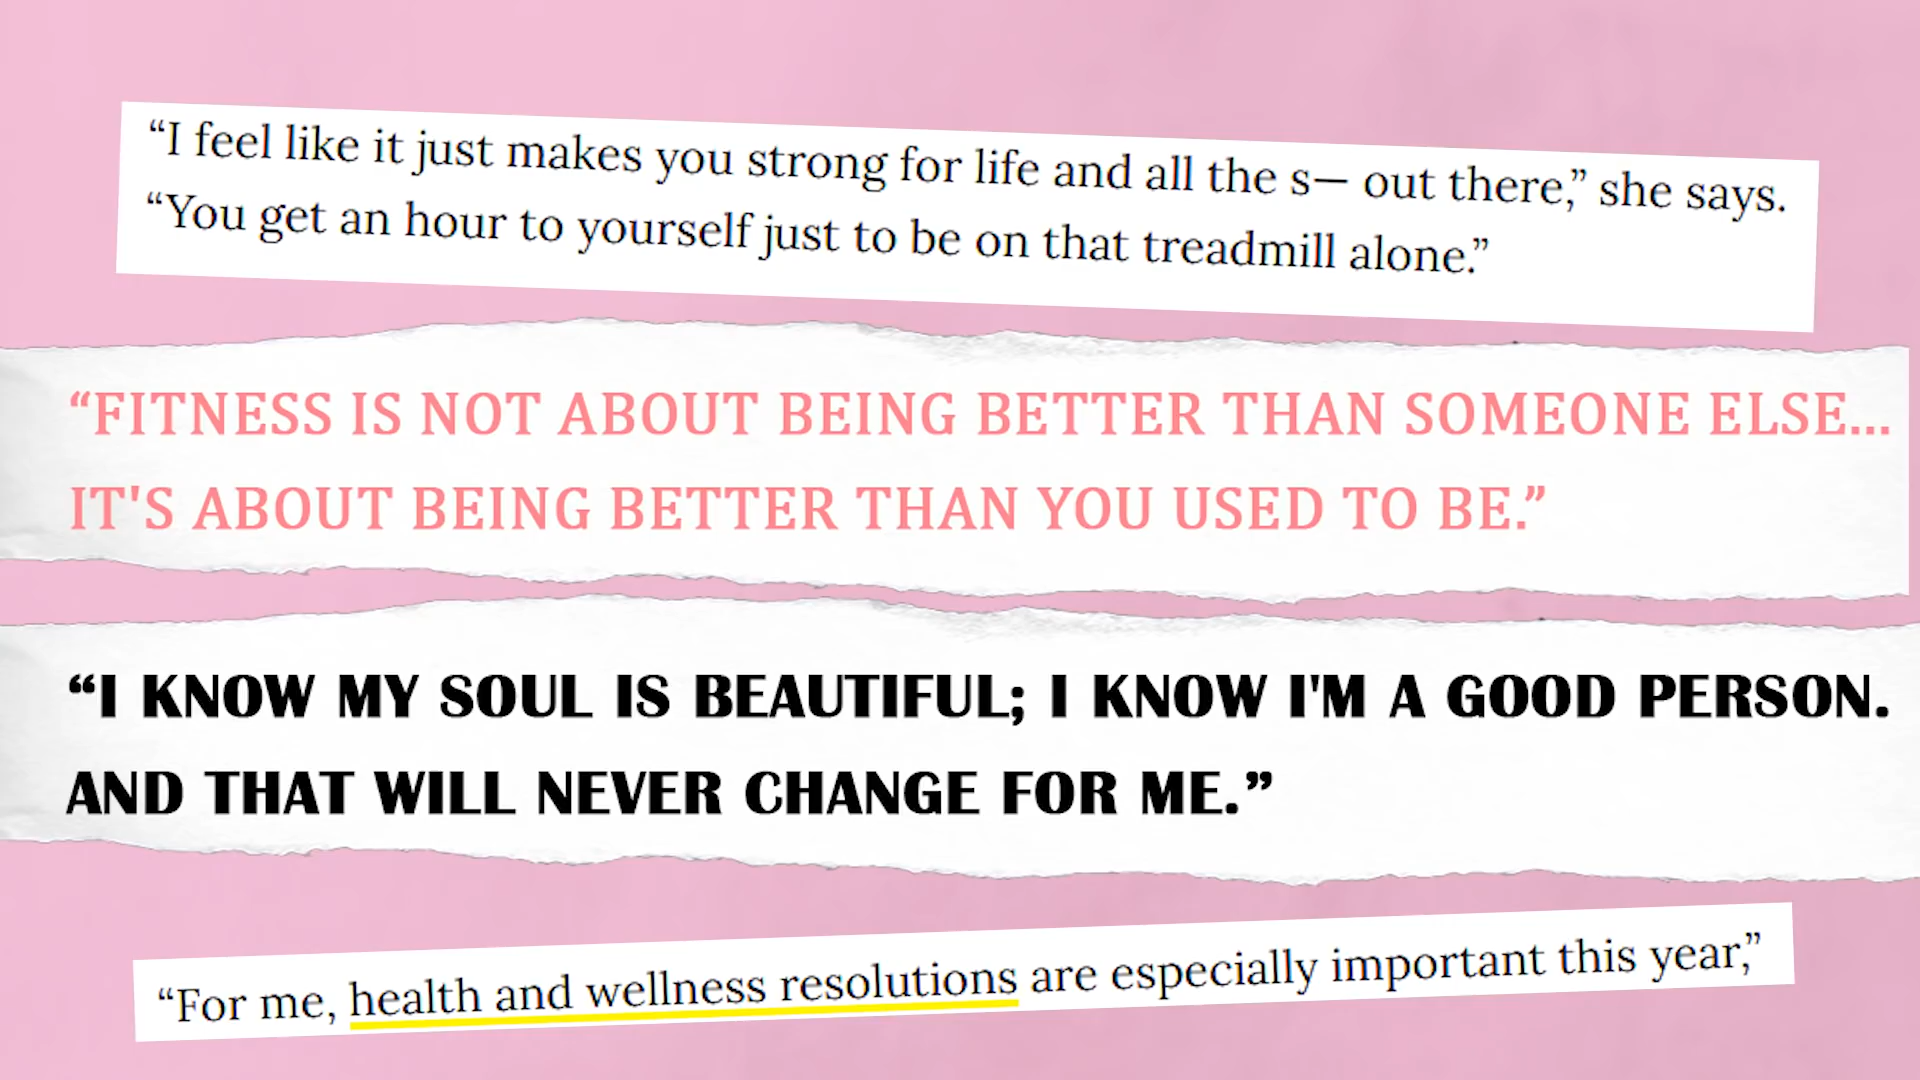 “I feel like it just makes you strong for life and all the s— out there,” she says.
“You get an hour to yourself just to be on that treadmill alone.”
“FITNESS IS NOT ABOUT BEING BETTER THAN SOMEONE ELSE...
IT'S ABOUT BEING BETTER THAN YOU USED TO BE.”
“I KNOW MY SOUL IS BEAUTIFUL; I KNOW I'M A GOOD PERSON.
AND THAT WILL NEVER CHANGE FOR ME.”
“For me, health and wellness resolutions are especially important this year,”